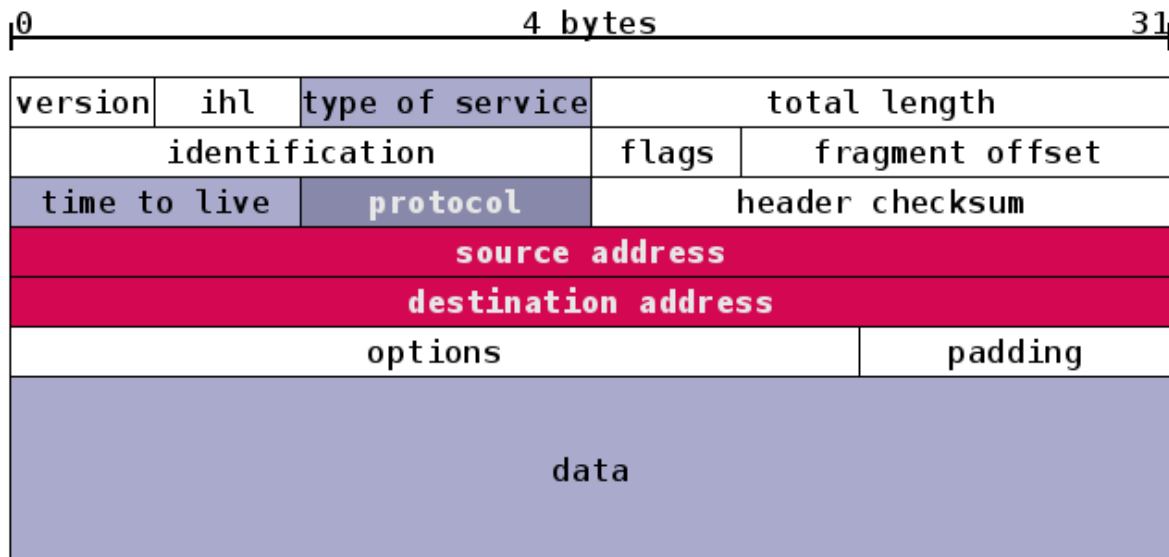 0 4 bytes 31
version ihl type of service total length
identification flags fragment offset
time to live protocol header checksum
source address
destination address
options padding
data